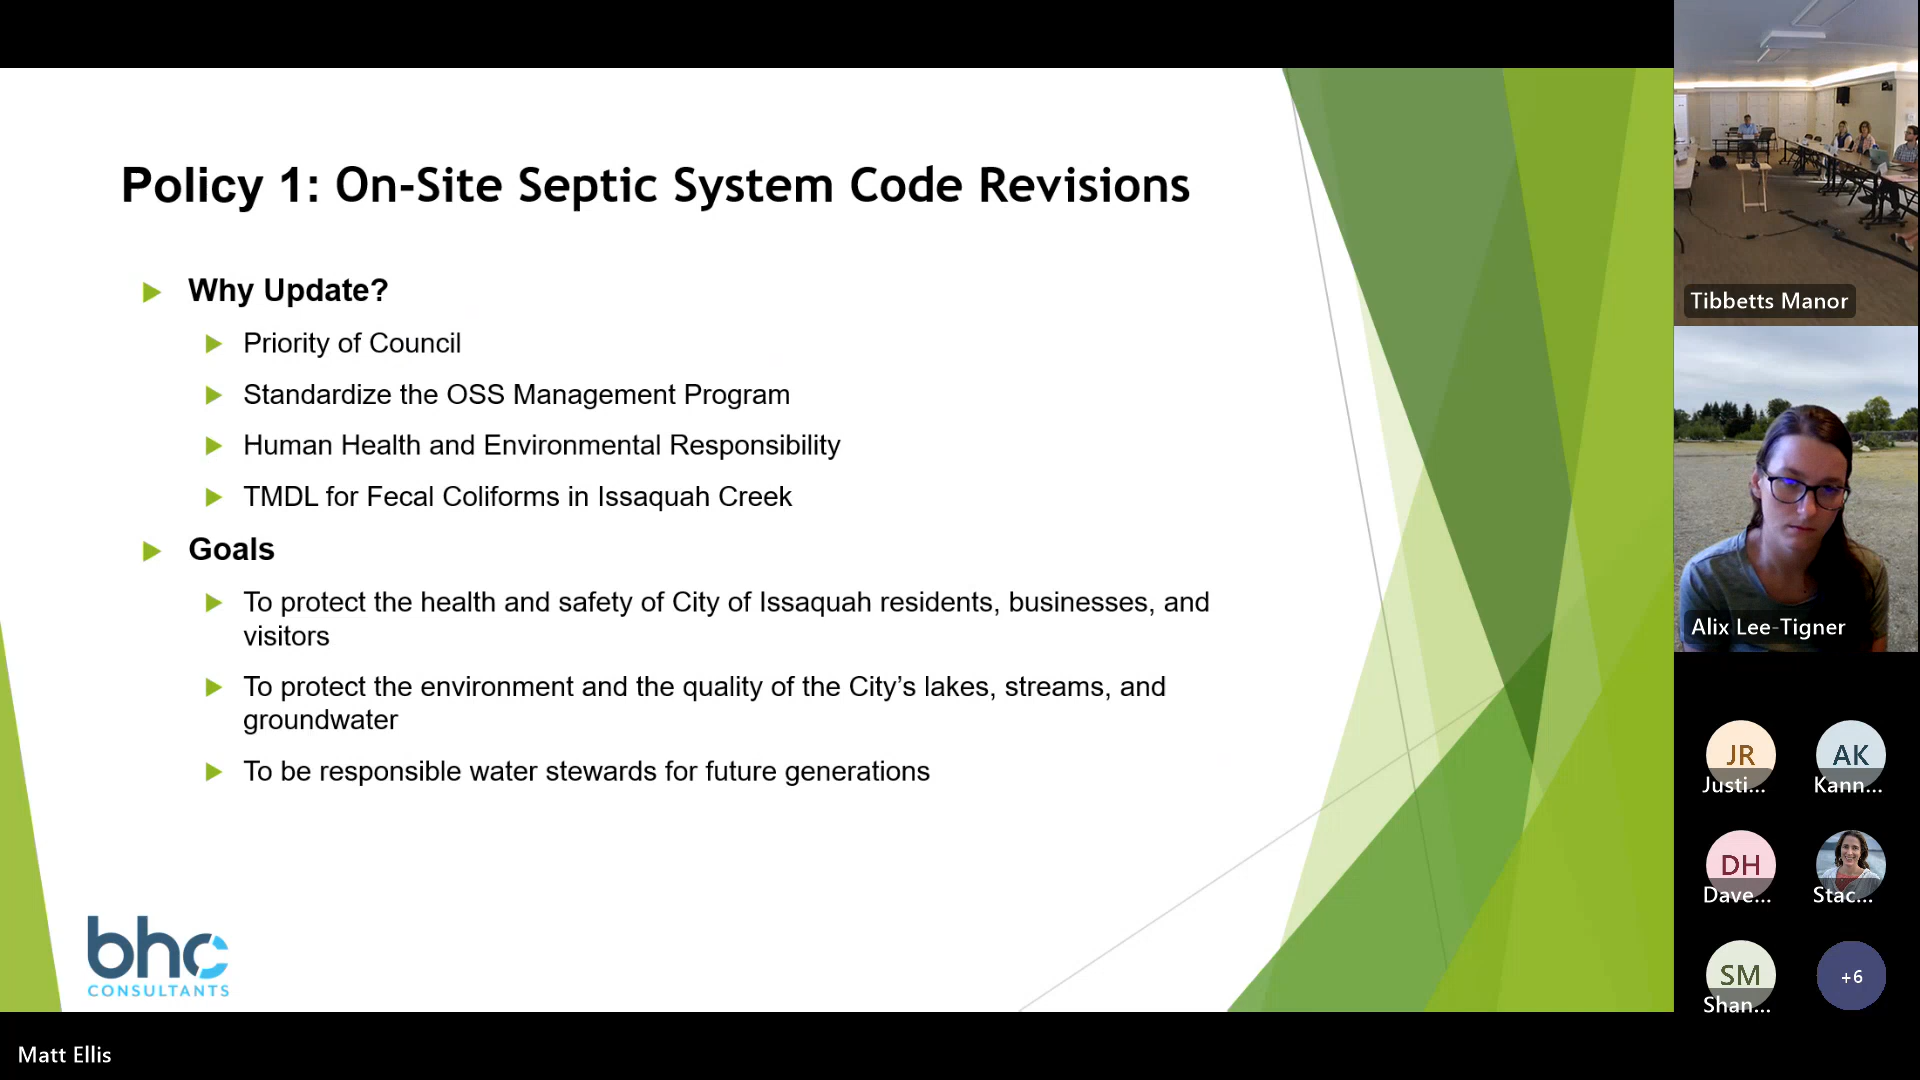 Policy 1: On-Site Septic System Code Revisions
Why Update?
Priority of Council
Standardize the OSS Management Program
Human Health and Environmental Responsibility
TMDL for Fecal Coliforms in Issaquah Creek
Goals
To protect the health and safety of City of Issaquah residents, businesses, and
visitors
To protect the environment and the quality of the City’s lakes, streams, and
groundwater
To be responsible water stewards for future generations
bhc
CONSULTANTS
Matt Ellis
Tibbetts Manor
Alix Lee-Tigner
JR
Justi...
AK
Kann...
DH
Dave...
Stac...
SM
Shan...
+6